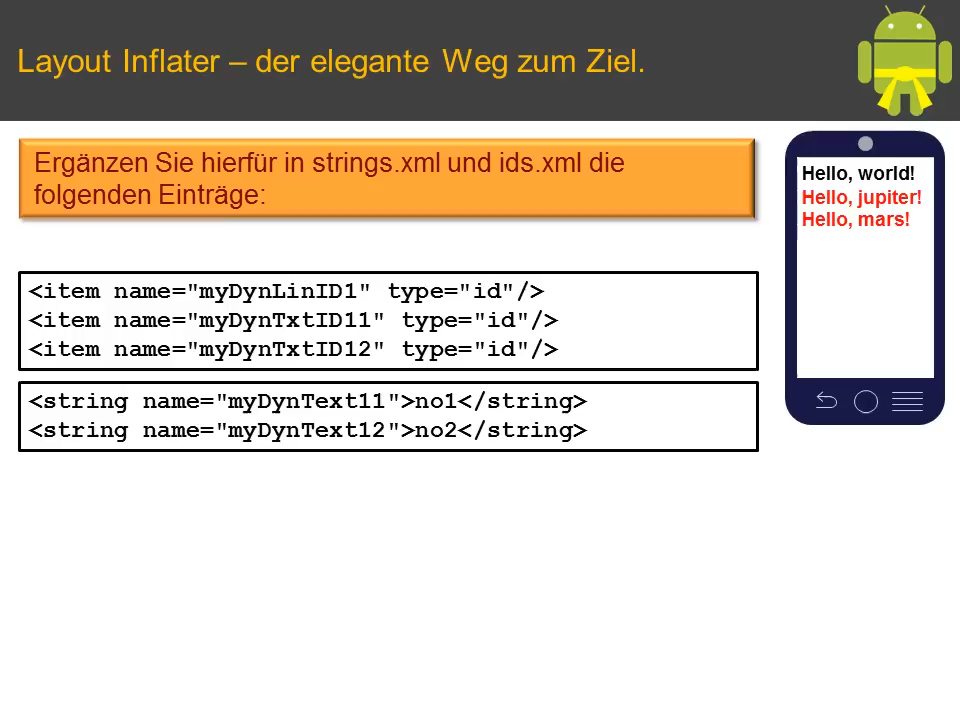 Layout Inflater – der elegante Weg zum Ziel.
Ergänzen Sie hierfür in strings.xml und ids.xml die
folgenden Einträge:
Hello, world!
Hello, jupiter!
Hello, mars!
<item name="myDynLinID1" type="id"/>
<item name="myDynTxtID11" type="id"/>
<item name="myDynTxtID12" type="id"/>
<string name="myDynText11">no1</string>
<string name="myDynText12">no2</string>